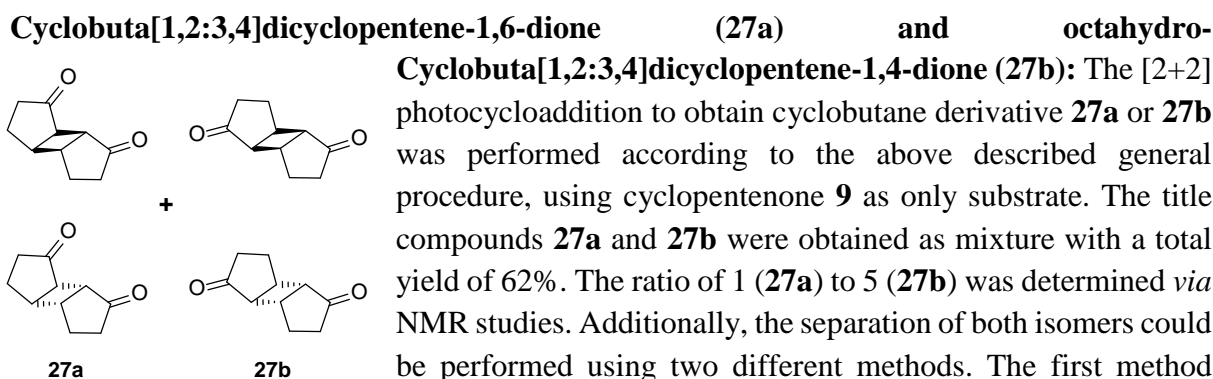 Cyclobuta[1,2:3,4]dicyclopentene-1,6-dione (27a) and octahydro-
Cyclobuta[1,2:3,4]dicyclopentene-1,4-dione (27b): The [2+2]
photocycloaddition to obtain cyclobutane derivative 27a or 27b
was performed according to the above described general
procedure, using cyclopentenone 9 as only substrate. The title
compounds 27a and 27b were obtained as mixture with a total
yield of 62%. The ratio of 1 (27a) to 5 (27b) was determined via
NMR studies. Additionally, the separation of both isomers could
be performed using two different methods. The first method
O
O
O
O
+
O
O
O
O
27a
27b